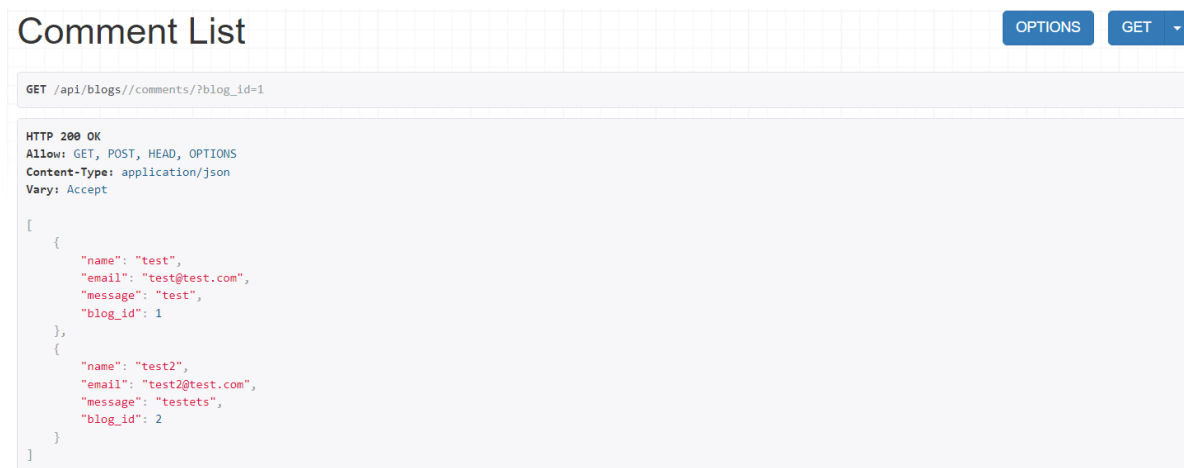 Comment List
OPTIONS
GET
GET /api/blogs//comments/?blog_id=1
HTTP 200 OK
Allow: GET, POST, HEAD, OPTIONS
Content-Type: application/json
Vary: Accept
[
    {
        "name": "test",
        "email": "test@test.com",
        "message": "test",
        "blog_id": 1
    },
    {
        "name": "test2",
        "email": "test2@test.com",
        "message": "testets",
        "blog_id": 2
    }
]